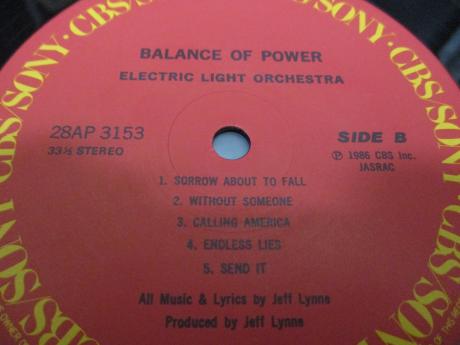 BALANCE OF POWER
ELECTRIC LIGHT ORCHESTRA
28AP 3153
33⅓ STEREO
SIDE B
Ⓟ 1986 CBS Inc.
JASRAC
1. SORROW ABOUT TO FALL
2. WITHOUT SOMEONE
3. CALLING AMERICA
4. ENDLESS LIES
5. SEND IT
All Music & Lyrics by Jeff Lynne
Produced by Jeff Lynne
CBS/SONY CBS/SONY
CBS/SONY CBS/SONY